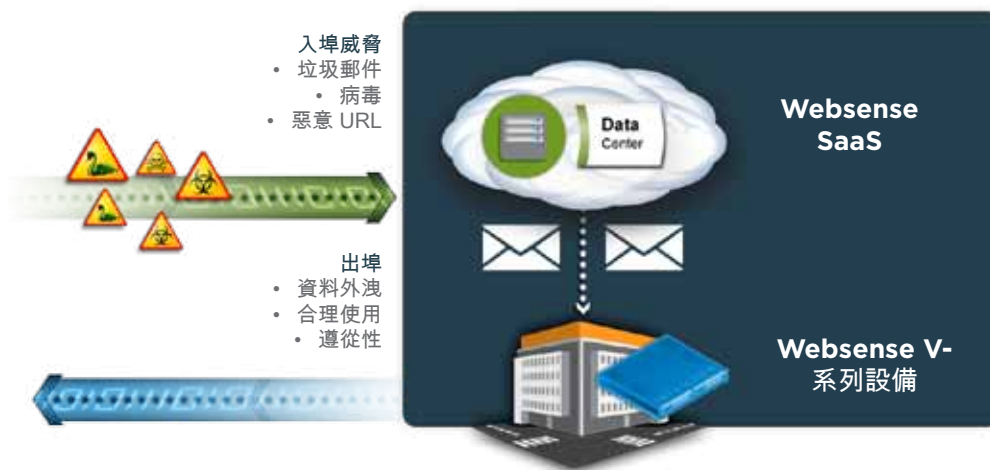 入埠威脅
• 垃圾郵件
• 病毒
• 惡意 URL
Data
Center
Websense
SaaS
出埠
• 資料外洩
• 合理使用
• 遵從性
Websense V-
系列設備